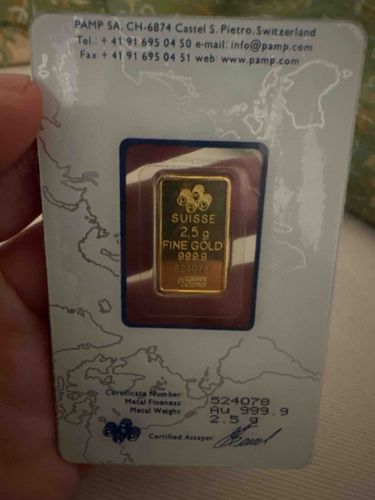 PAMP SA, CH-6874 Castel S. Pietro, Switzerland
Tel.: + 41 91 695 04 50 e-mail: info@pamp.com
Fax + 41 91 695 04 51 web: www.pamp.com
SUISSE
2,5 g
FINE GOLD
999.9
524078
Certificate Number: 524078
Metal Fineness: AU 999.9
Metal Weight: 2.5 g
Certified Assayer: